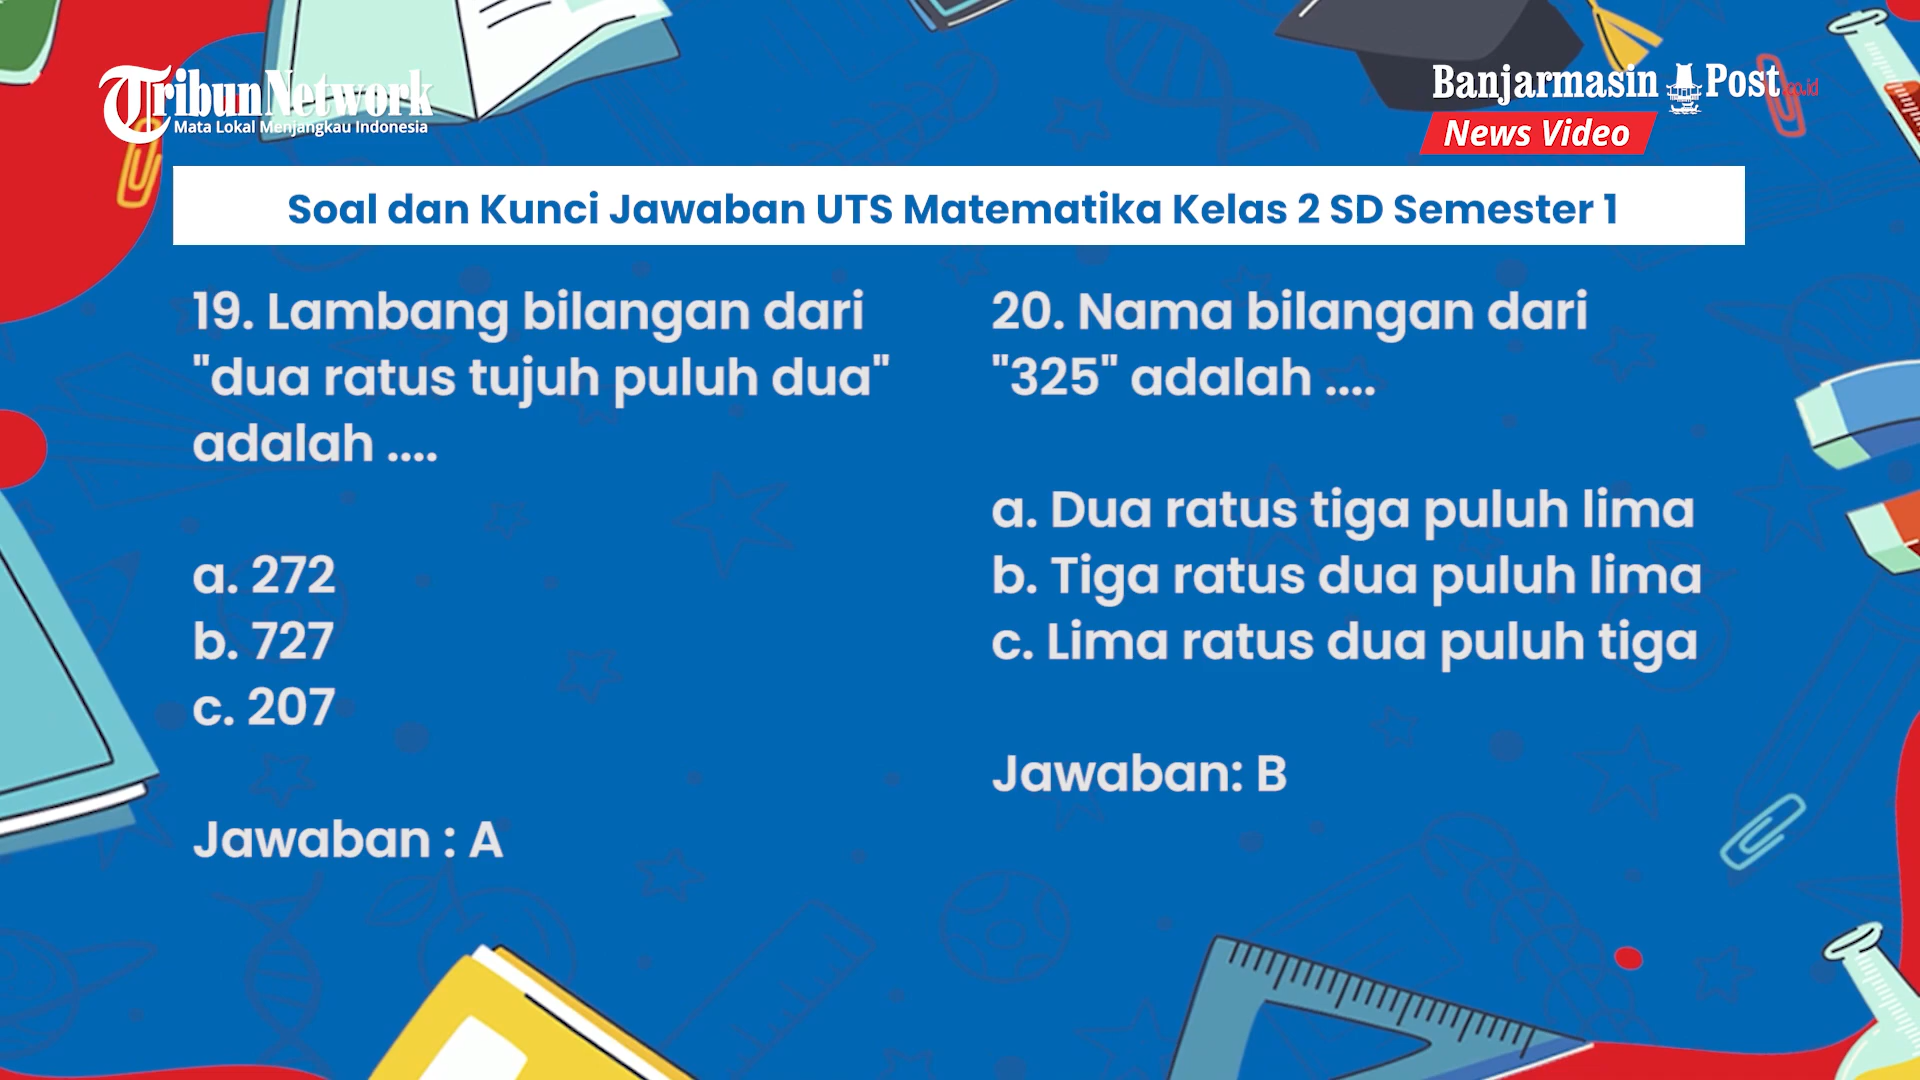 TribunNetwork
Mata Lokal Menjangkau Indonesia
Banjarmasin Post.co.id
News Video
Soal dan Kunci Jawaban UTS Matematika Kelas 2 SD Semester 1
19. Lambang bilangan dari
"dua ratus tujuh puluh dua"
adalah ....
a. 272
b. 727
c. 207
Jawaban : A
20. Nama bilangan dari
"325" adalah ....
a. Dua ratus tiga puluh lima
b. Tiga ratus dua puluh lima
c. Lima ratus dua puluh tiga
Jawaban: B